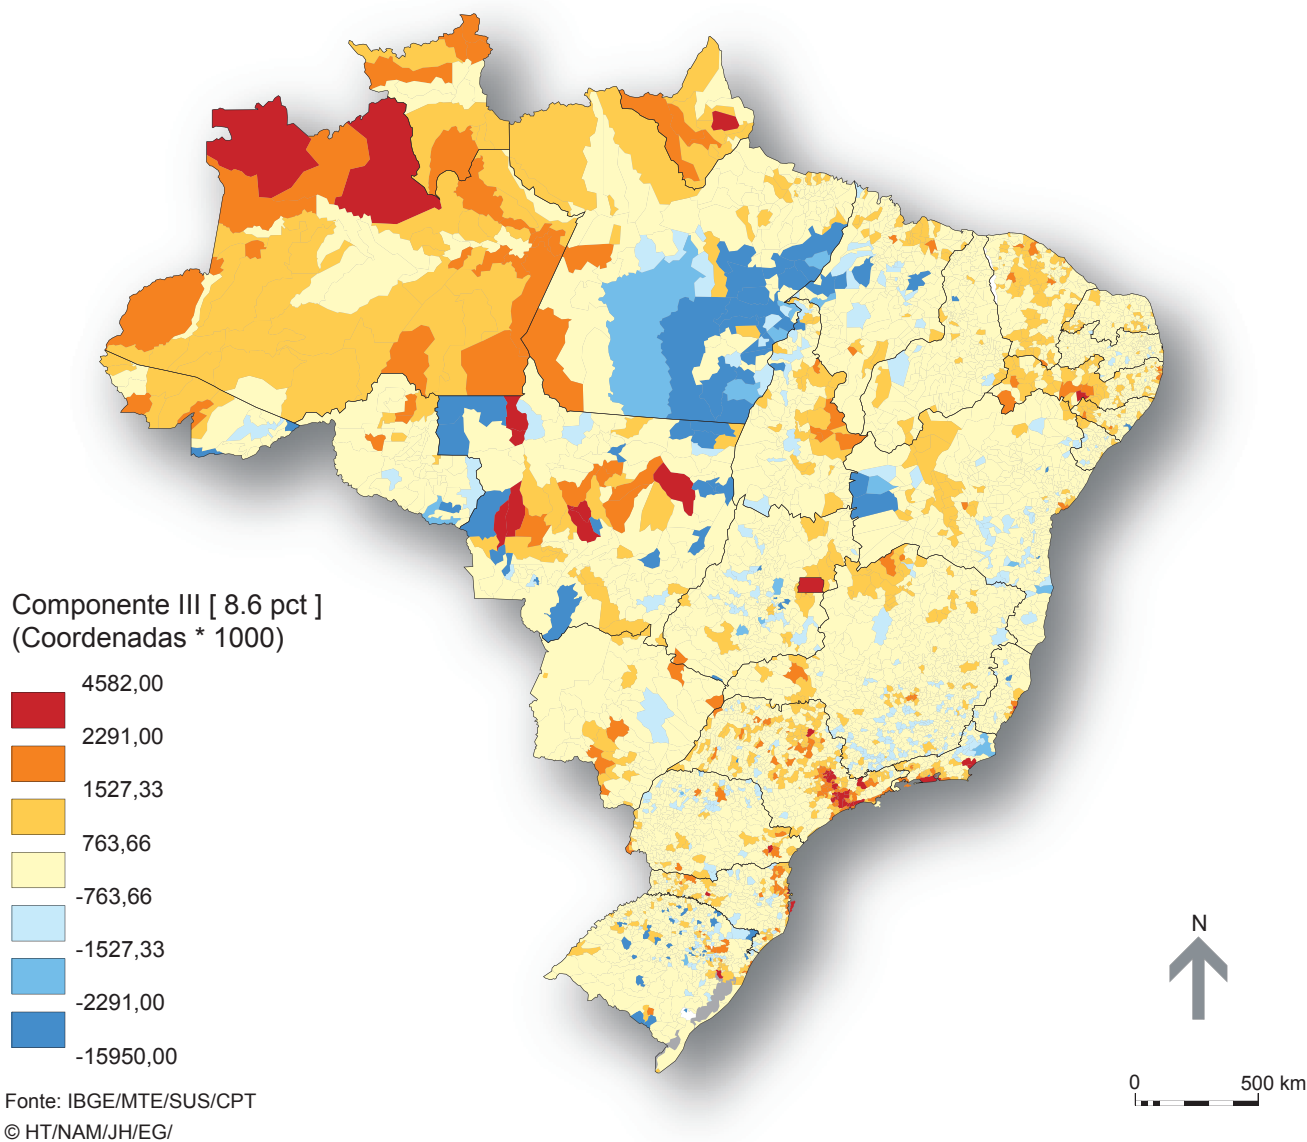 Componente III [ 8.6 pct ]
(Coordenadas * 1000)
4582,00
2291,00
1527,33
763,66
-763,66
-1527,33
-2291,00
-15950,00
Fonte: IBGE/MTE/SUS/CPT
© HT/NAM/JH/EG/
N
0 500 km